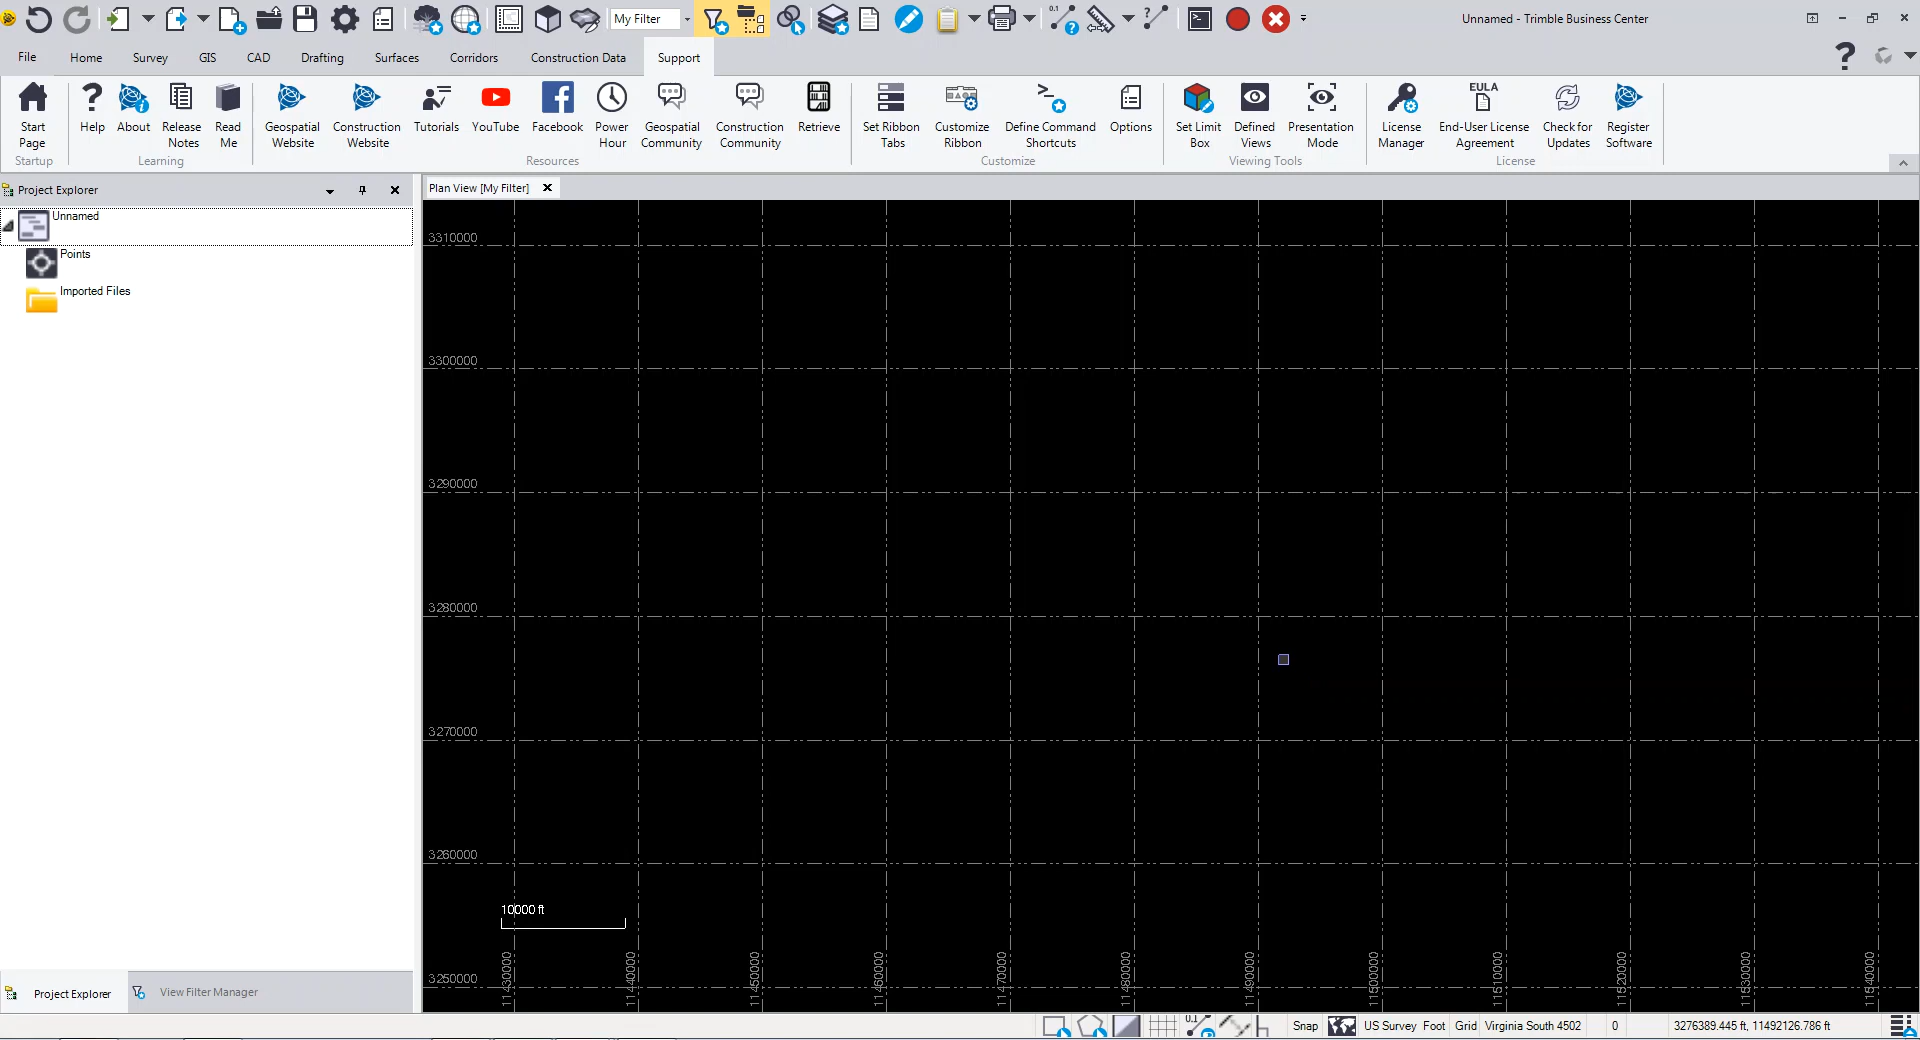 My Filter
Unnamed - Trimble Business Center
File
Home
Survey
GIS
CAD
Drafting
Surfaces
Corridors
Construction Data
Support
Start Page
Help
About
Release Notes
Read Me
Geospatial Website
Construction Website
Tutorials
YouTube
Facebook
Power Hour
Geospatial Community
Construction Community
Retrieve
Set Ribbon Tabs
Customize Ribbon
Define Command Shortcuts
Options
Set Limit Box
Defined Views
Presentation Mode
License Manager
EULA
End-User License Agreement
Check for Updates
Register Software
Startup
Learning
Resources
Customize
Viewing Tools
License
Project Explorer
Unnamed
Points
Imported Files
Plan View [My Filter]
3310000
3300000
3290000
3280000
3270000
3260000
3250000
10000 ft
11430000
11440000
11450000
11460000
11470000
11480000
11490000
11500000
11510000
11520000
11530000
11540000
Project Explorer
View Filter Manager
Snap
US Survey Foot
Grid
Virginia South 4502
0
3276389.445 ft, 11492126.786 ft